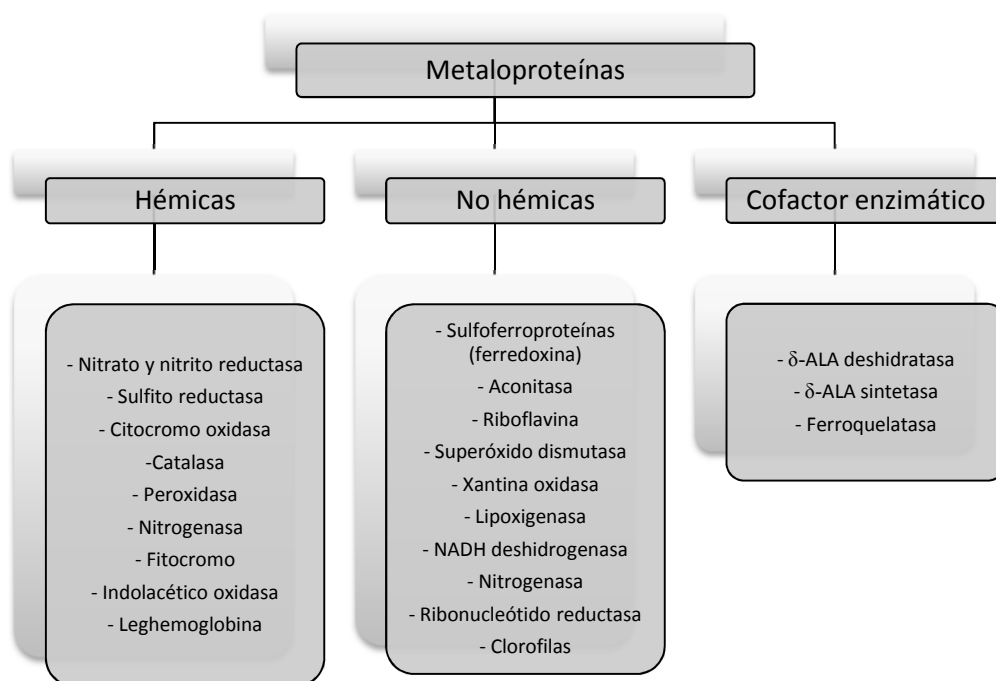 Metaloproteínas
Hémicas
- Nitrato y nitrito reductasa
- Sulfito reductasa
- Citocromo oxidasa
-Catalasa
- Peroxidasa
- Nitrogenasa
- Fitocromo
- Indolacético oxidasa
- Leghemoglobina
No hémicas
- Sulfoferroproteínas
(ferredoxina)
- Aconitasa
- Riboflavina
- Superóxido dismutasa
- Xantina oxidasa
- Lipoxigenasa
- NADH deshidrogenasa
- Nitrogenasa
- Ribonucleótido reductasa
- Clorofilas
Cofactor enzimático
- δ-ALA deshidratasa
- δ-ALA sintetasa
- Ferroquelatasa